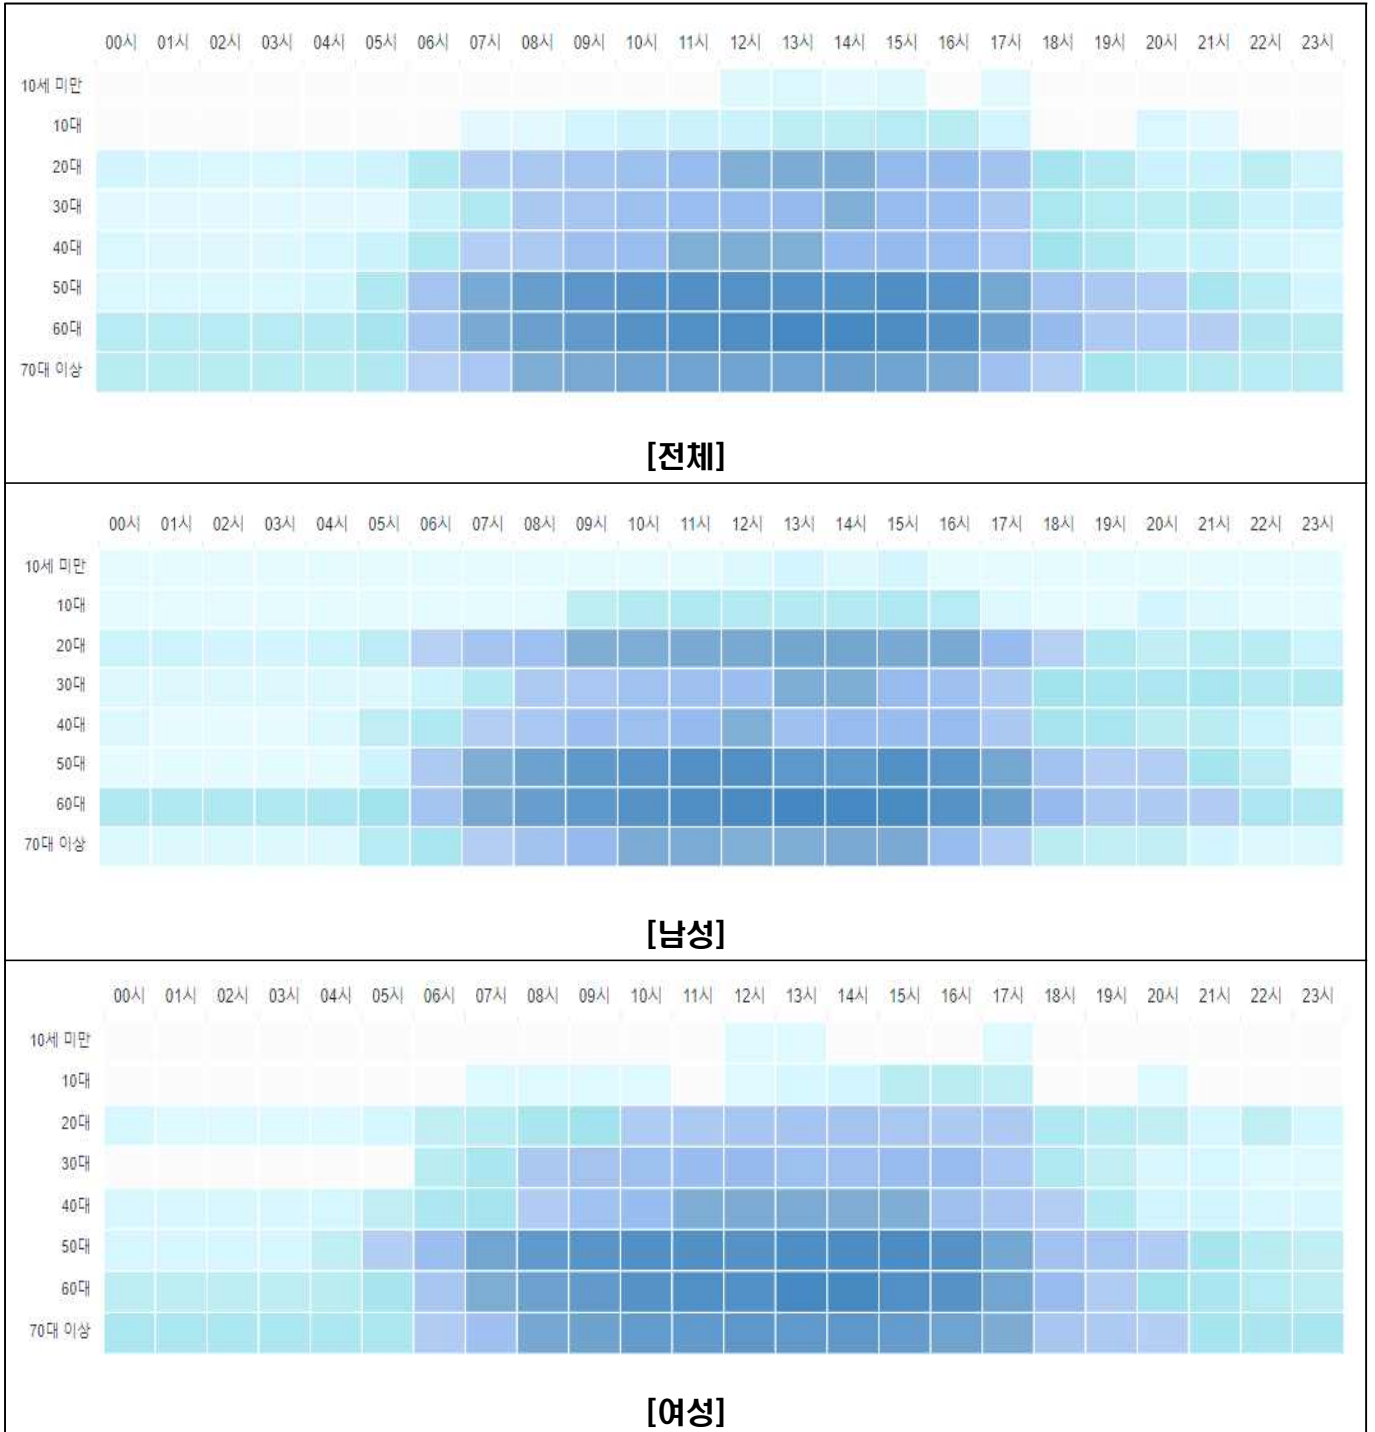 00시 01시 02시 03시 04시 05시 06시 07시 08시 09시 10시 11시 12시 13시 14시 15시 16시 17시 18시 19시 20시 21시 22시 23시
10세 미만
10대
20대
30대
40대
50대
60대
70대 이상
[전체]
00시 01시 02시 03시 04시 05시 06시 07시 08시 09시 10시 11시 12시 13시 14시 15시 16시 17시 18시 19시 20시 21시 22시 23시
10세 미만
10대
20대
30대
40대
50대
60대
70대 이상
[남성]
00시 01시 02시 03시 04시 05시 06시 07시 08시 09시 10시 11시 12시 13시 14시 15시 16시 17시 18시 19시 20시 21시 22시 23시
10세 미만
10대
20대
30대
40대
50대
60대
70대 이상
[여성]